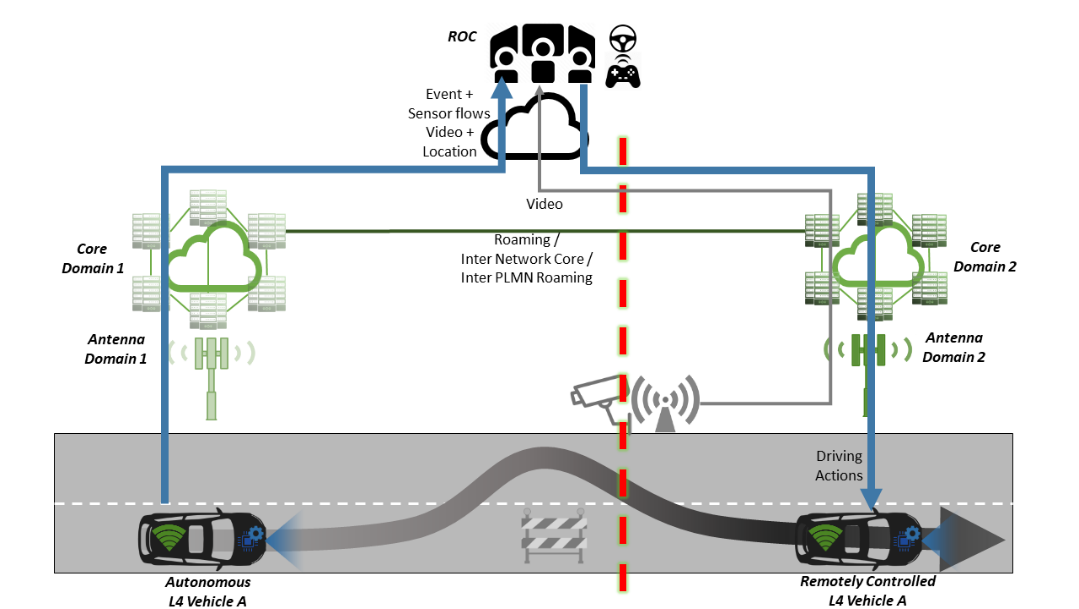 ROC
Event +
Sensor flows
Video +
Location
Video
Core
Domain 1
Roaming /
Inter Network Core /
Inter PLMN Roaming
Core
Domain 2
Antenna
Domain 1
Antenna
Domain 2
Driving
Actions
Autonomous
L4 Vehicle A
Remotely Controlled
L4 Vehicle A